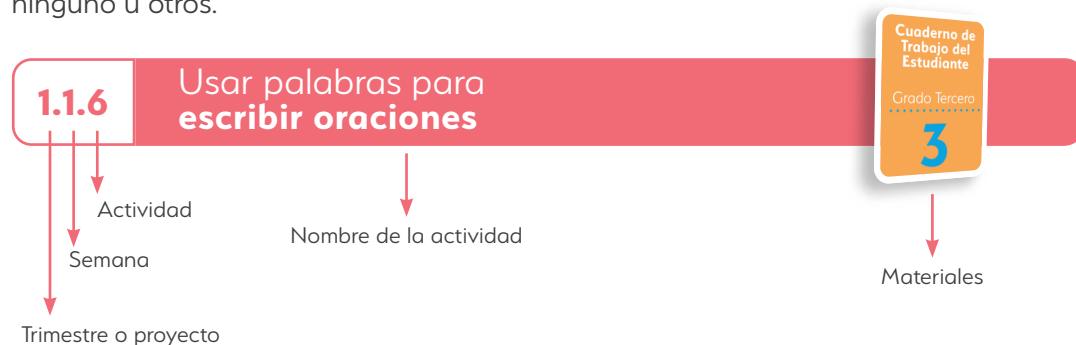 ninguno u otros.
1.1.6
Usar palabras para
escribir oraciones
Cuaderno de
Trabajo del
Estudiante
Grado Tercero
3
Actividad
Semana
Trimestre o proyecto
Nombre de la actividad
Materiales